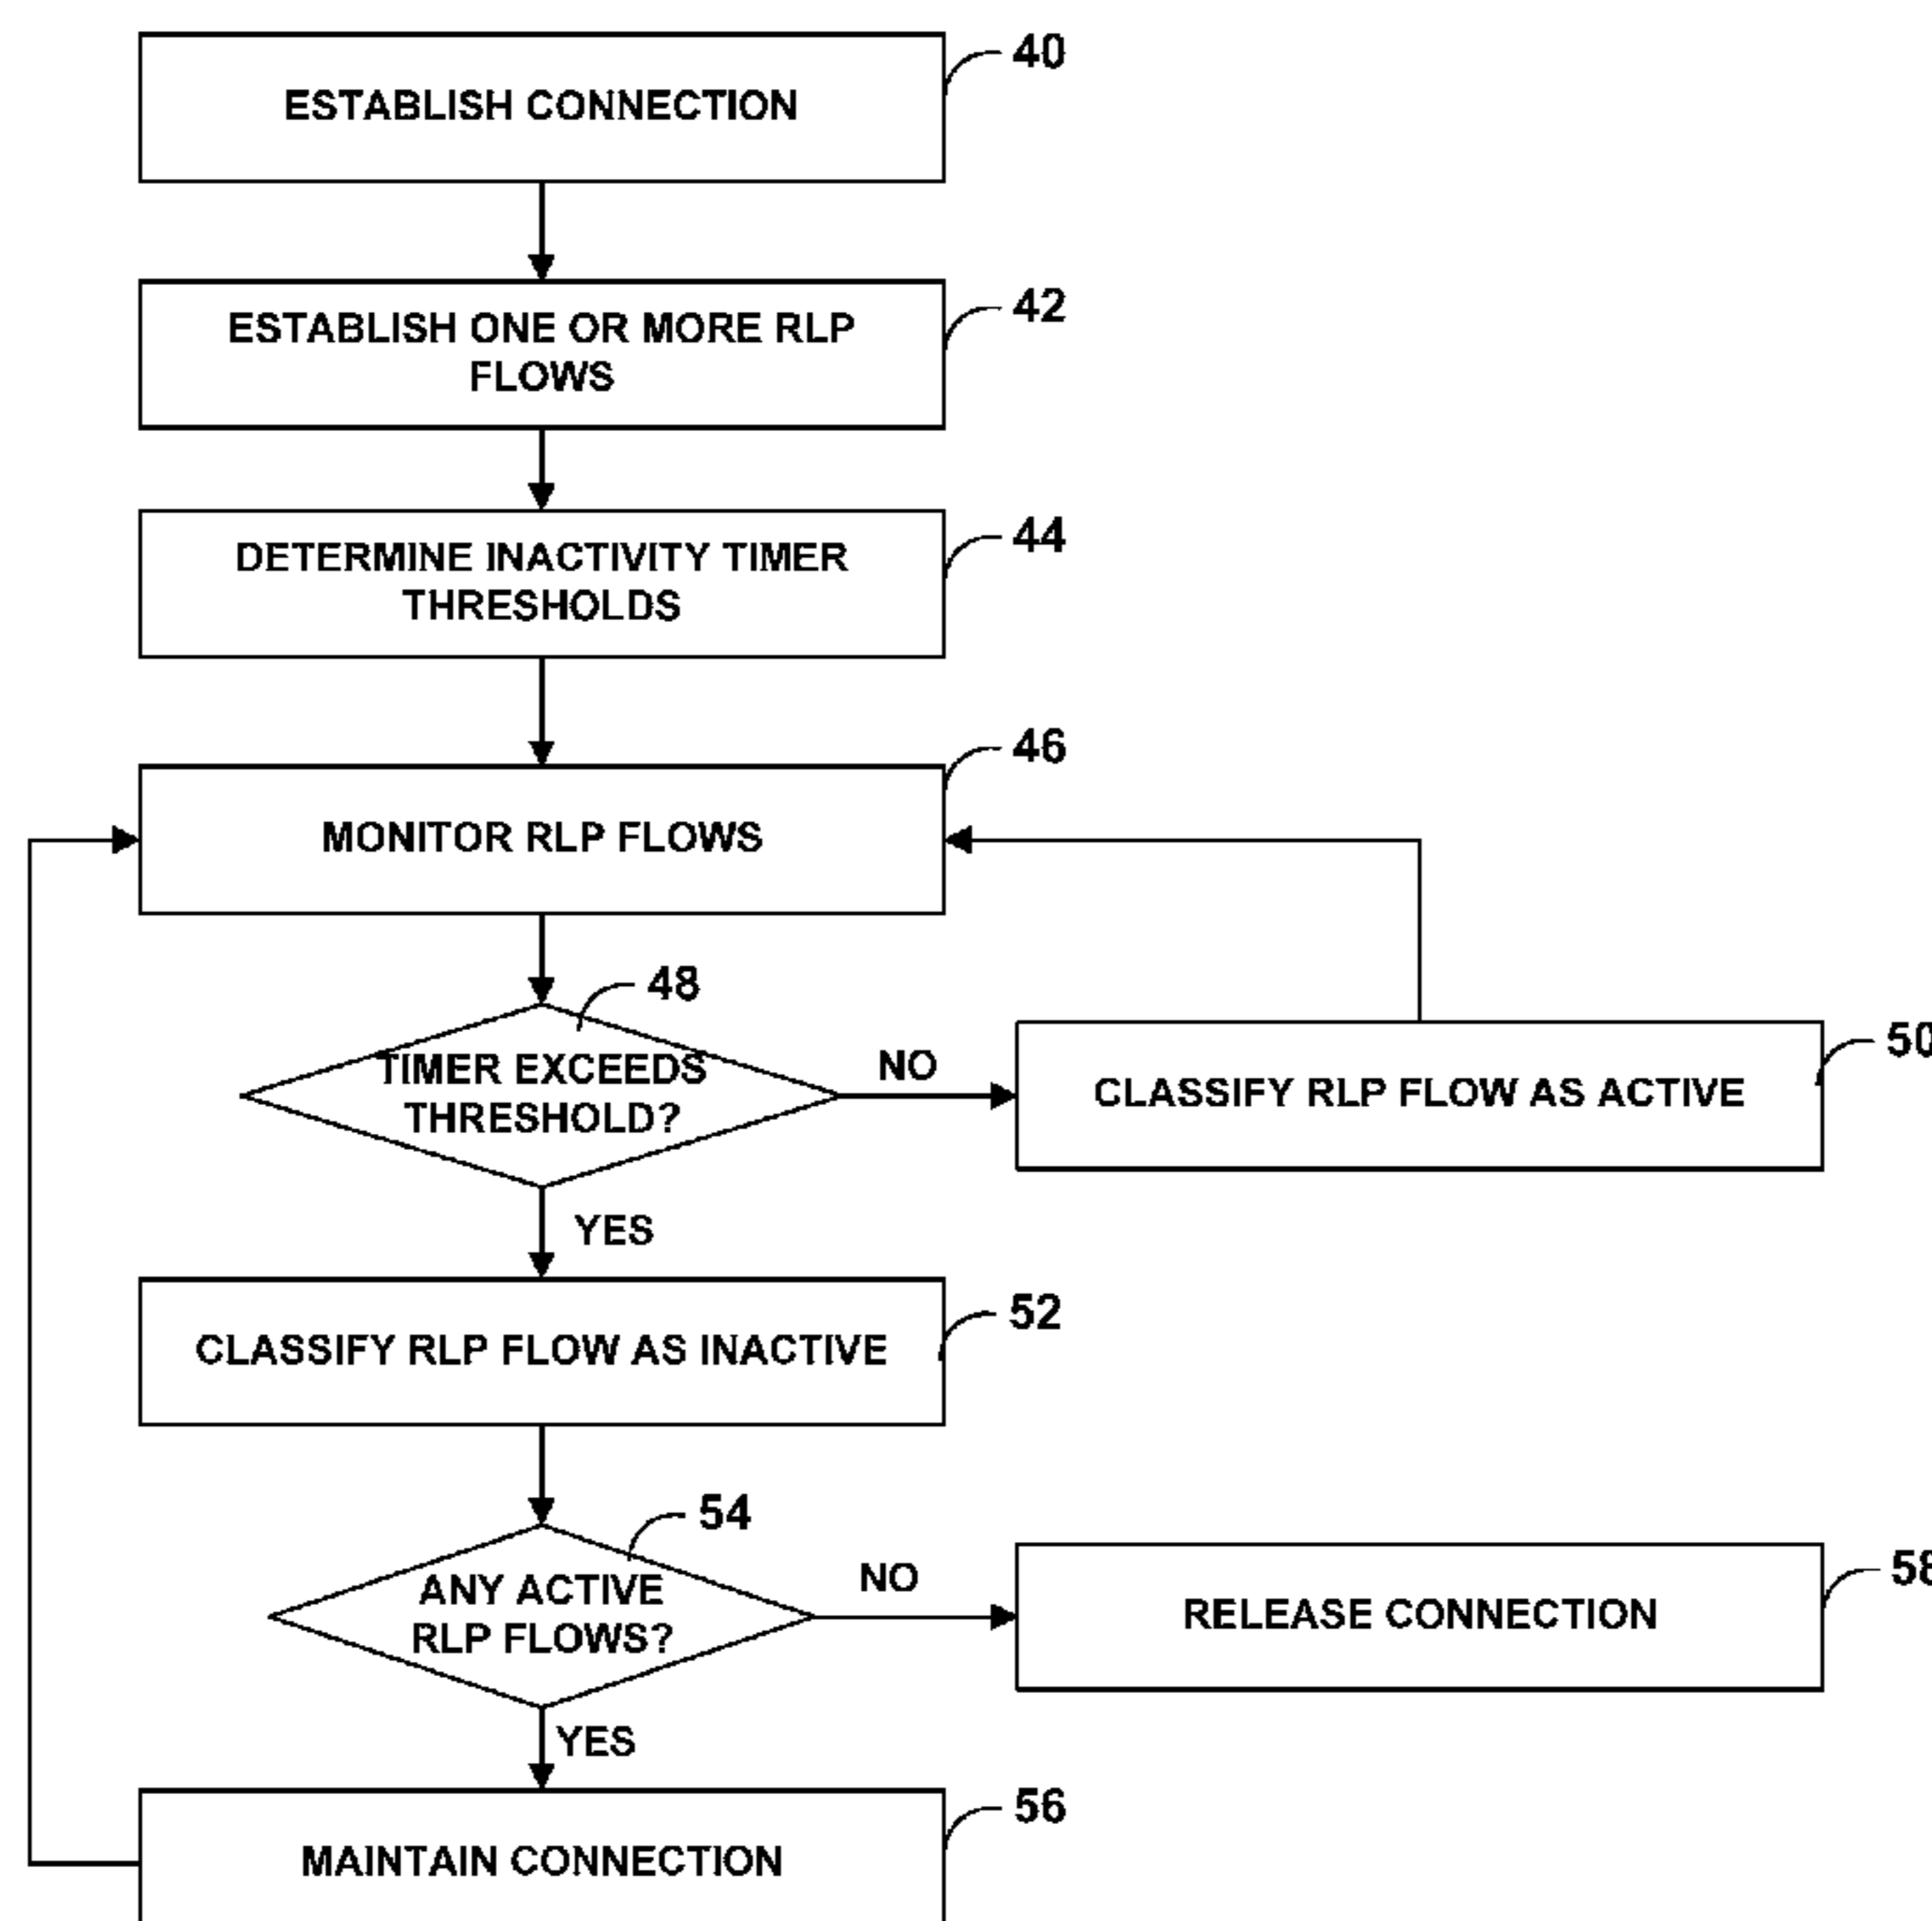 40
ESTABLISH CONNECTION
42
ESTABLISH ONE OR MORE RLP
FLOWS
44
DETERMINE INACTIVITY TIMER
THRESHOLDS
46
MONITOR RLP FLOWS
48
TIMER EXCEEDS
THRESHOLD?
NO
50
CLASSIFY RLP FLOW AS ACTIVE
YES
52
CLASSIFY RLP FLOW AS INACTIVE
54
ANY ACTIVE
RLP FLOWS?
NO
58
RELEASE CONNECTION
YES
56
MAINTAIN CONNECTION